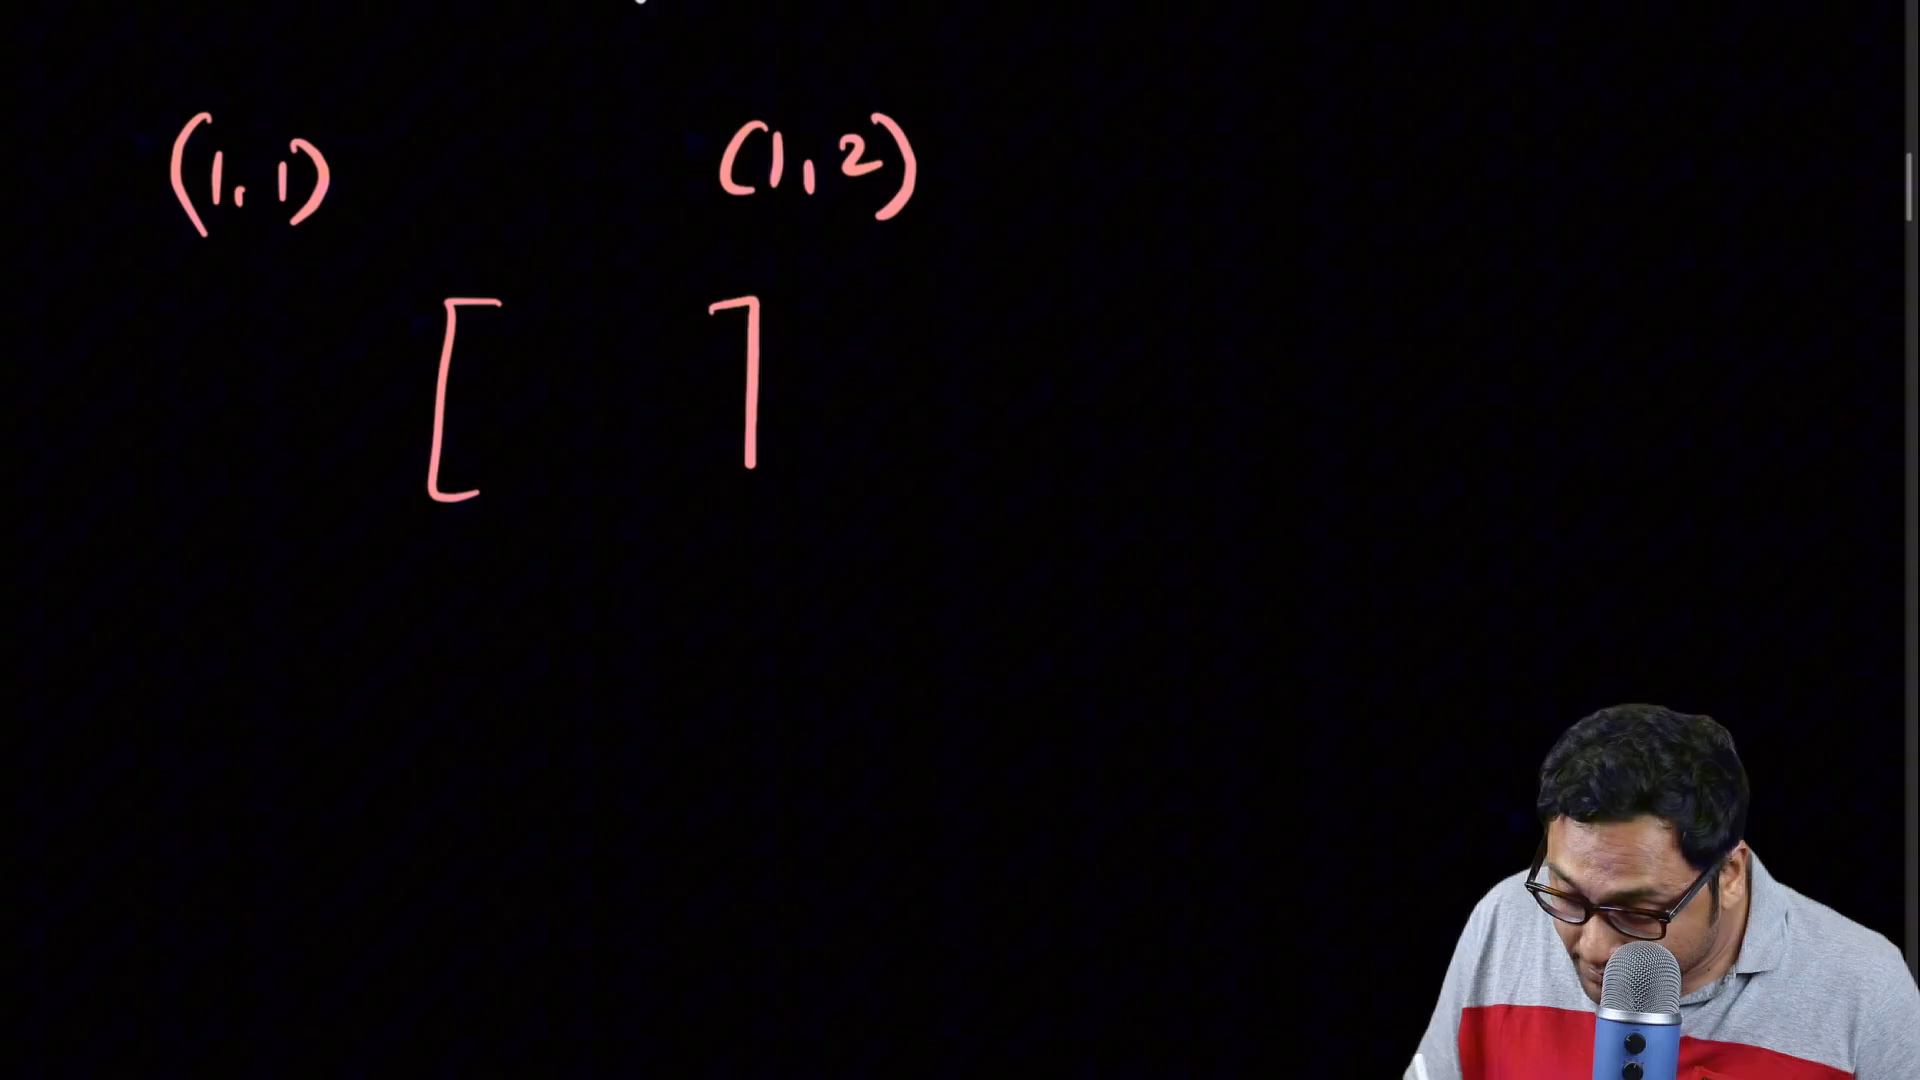 (1,1) (1,2)
[ ]